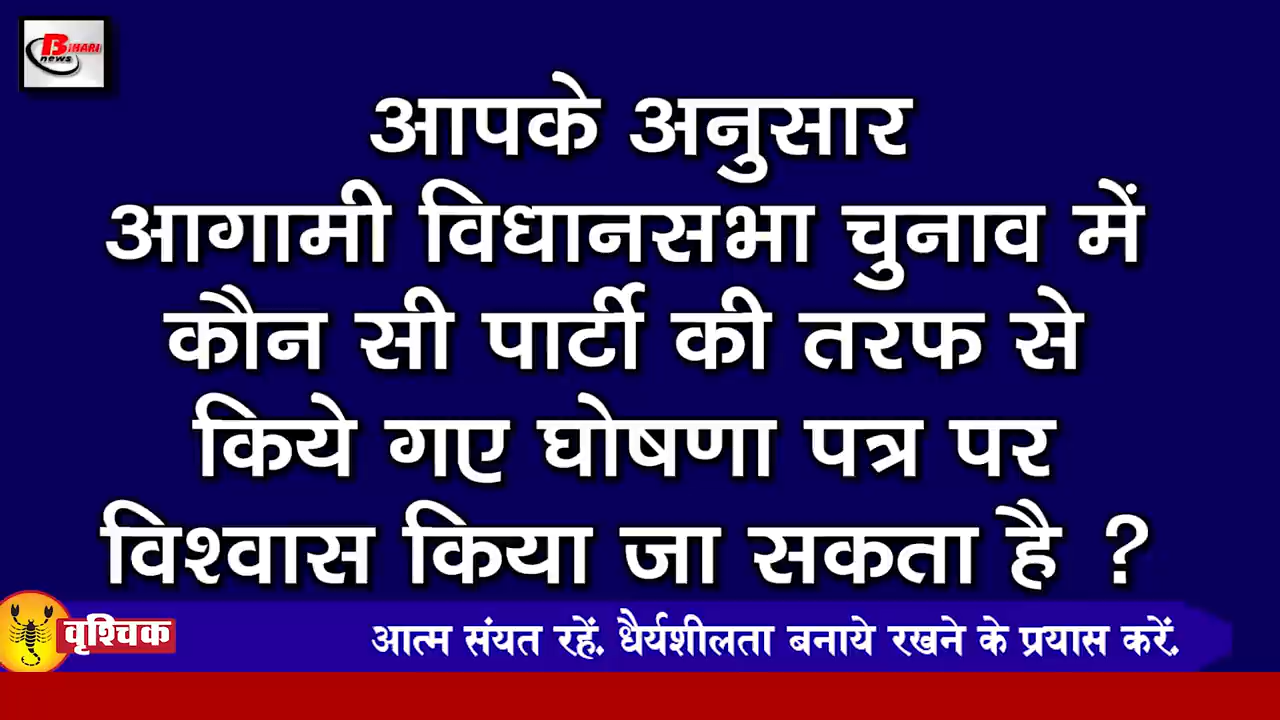 BIHARI
news
आपके अनुसार
आगामी विधानसभा चुनाव में
कौन सी पार्टी की तरफ से
किये गए घोषणा पत्र पर
विश्वास किया जा सकता है ?
वृश्चिक
आत्म संयत रहें. धैर्यशीलता बनाये रखने के प्रयास करें.